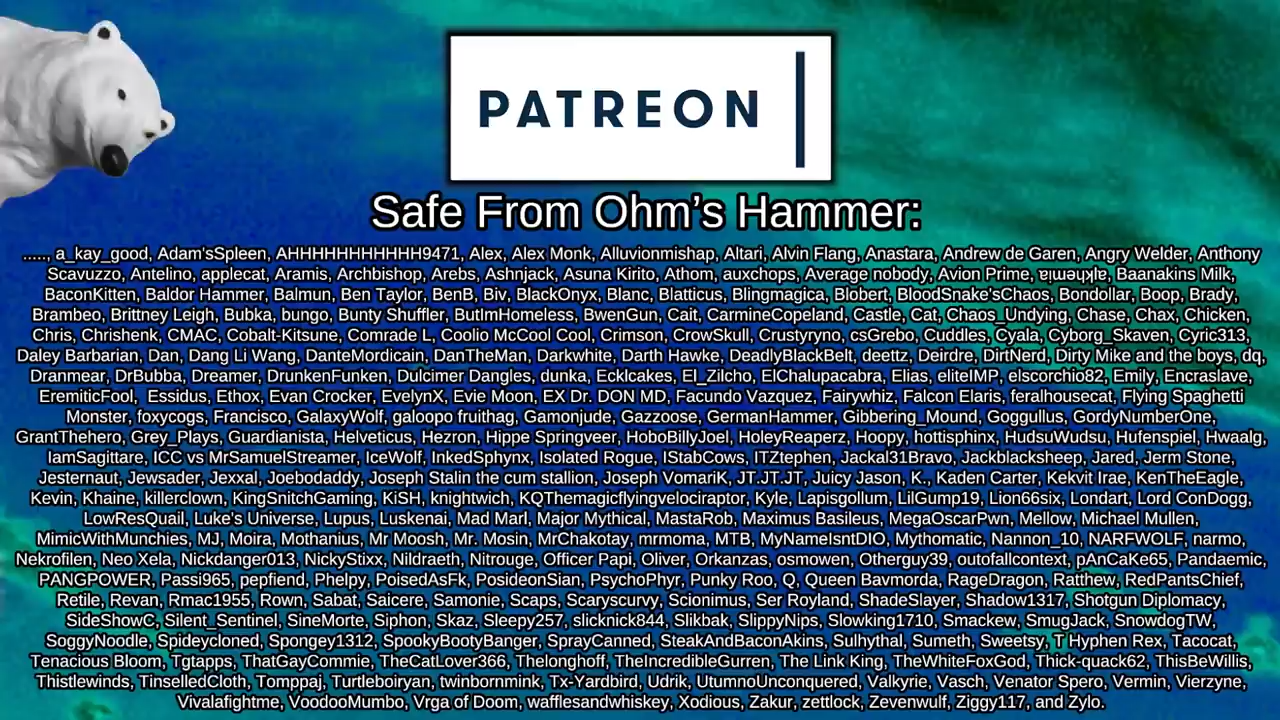 PATREON
Safe From Ohm’s Hammer:
....., a_kay_good, Adam'sSpleen, AHHHHHHHHHHH9471, Alex, Alex Monk, Alluvionmishap, Altari, Alvin Flang, Anastara, Andrew de Garen, Angry Welder, Anthony
Scavuzzo, Antelino, applecat, Aramis, Archbishop, Arebs, Ashnjack, Asuna Kirito, Athom, auxchops, Average nobody, Avion Prime, Baanakins Milk,
BaconKitten, Baldor Hammer, Balmun, Ben Taylor, BenB, Biv, BlackOnyx, Blanc, Blatticus, Blingmagica, Blobert, BloodSnake'sChaos, Bondollar, Boop, Brady,
Brambeo, Brittney Leigh, Bubka, bungo, Bunty Shuffler, ButImHomeless, BwenGun, Cait, CarmineCopeland, Castle, Cat, Chaos_Undying, Chase, Chax, Chicken,
Chris, Chrishenk, CMAC, Cobalt-Kitsune, Comrade L, Coolio McCool Cool, Crimson, CrowSkull, Crustyryno, csGrebo, Cuddles, Cyala, Cyborg_Skaven, Cyric313,
Daley Barbarian, Dan, Dang Li Wang, DanteMordicain, DanTheMan, Darkwhite, Darth Hawke, DeadlyBlackBelt, deettz, Deirdre, DirtNerd, Dirty Mike and the boys, dq,
Dranmear, DrBubba, Dreamer, DrunkenFunken, Dulcimer Dangles, dunka, Ecklcakes, El_Zilcho, ElChalupacabra, Elias, eliteIMP, elscorchio82, Emily, Encraslave,
EremiticFool, Essidus, Ethox, Evan Crocker, EvelynX, Evie Moon, EX Dr. DON MD, Facundo Vazquez, Fairywhiz, Falcon Elaris, feralhousecat, Flying Spaghetti
Monster, foxycogs, Francisco, GalaxyWolf, galoopo fruithag, Gamonjude, Gazzoose, GermanHammer, Gibbering_Mound, Goggullus, GordyNumberOne,
GrantThehero, Grey_Plays, Guardianista, Helveticus, Hezron, Hippe Springveer, HoboBillyJoel, HoleyReaperz, Hoopy, hottisphinx, HudsuWudsu, Hufenspiel, Hwaalg,
IamSagittare, ICC vs MrSamuelStreamer, IceWolf, InkedSphynx, Isolated Rogue, IStabCows, ITZtephen, Jackal31Bravo, Jackblacksheep, Jared, Jerm Stone,
Jesternaut, Jewsader, Jexxal, Joebodaddy, Joseph Stalin the cum stallion, Joseph VomariK, JT.JT.JT, Juicy Jason, K., Kaden Carter, Kekvit Irae, KenTheEagle,
Kevin, Khaine, killerclown, KingSnitchGaming, KiSH, knightwich, KQThemagicflyingvelociraptor, Kyle, Lapisgollum, LilGump19, Lion66six, Londart, Lord ConDogg,
LowResQuail, Luke's Universe, Lupus, Luskenai, Mad Marl, Major Mythical, MastaRob, Maximus Basileus, MegaOscarPwn, Mellow, Michael Mullen,
MimicWithMunchies, MJ, Moira, Mothanius, Mr Moosh, Mr. Mosin, MrChakotay, mrmoma, MTB, MyNameIsntDIO, Mythomatic, Nannon_10, NARFWOLF, narmo,
Nekrofilen, Neo Xela, Nickdanger013, NickyStixx, Nildraeth, Nitrouge, Officer Papi, Oliver, Orkanzas, osmowen, Otherguy39, outofallcontext, pAnCaKe65, Pandaemic,
PANGPOWER, Passi965, pepfiend, Phelpy, PoisedAsFk, PosideonSian, PsychoPhyr, Punky Roo, Q, Queen Bavmorda, RageDragon, Ratthew, RedPantsChief,
Retile, Revan, Rmac1955, Rown, Sabat, Saicere, Samonie, Scaps, Scaryscurvy, Scionimus, Ser Royland, ShadeSlayer, Shadow1317, Shotgun Diplomacy,
SideShowC, Silent_Sentinel, SineMorte, Siphon, Skaz, Sleepy257, slicknick844, Slikbak, SlippyNips, Slowking1710, Smackew, SmugJack, SnowdogTW,
SoggyNoodle, Spideycloned, Spongey1312, SpookyBootyBanger, SprayCanned, SteakAndBaconAkins, Sulhythal, Sumeth, Sweetsy, T Hyphen Rex, Tacocat,
Tenacious Bloom, Tgtapps, ThatGayCommie, TheCatLover366, Thelonghoff, TheIncredibleGurren, The Link King, TheWhiteFoxGod, Thick-quack62, ThisBeWillis,
Thistlewinds, TinselledCloth, Tomppaj, Turtleboiryan, twinbornmink, Tx-Yardbird, Udrik, UtumnoUnconquered, Valkyrie, Vasch, Venator Spero, Vermin, Vierzyne,
Vivalafightme, VoodooMumbo, Vrga of Doom, wafflesandwhiskey, Xodious, Zakur, zettlock, Zevenwulf, Ziggy117, and Zylo.